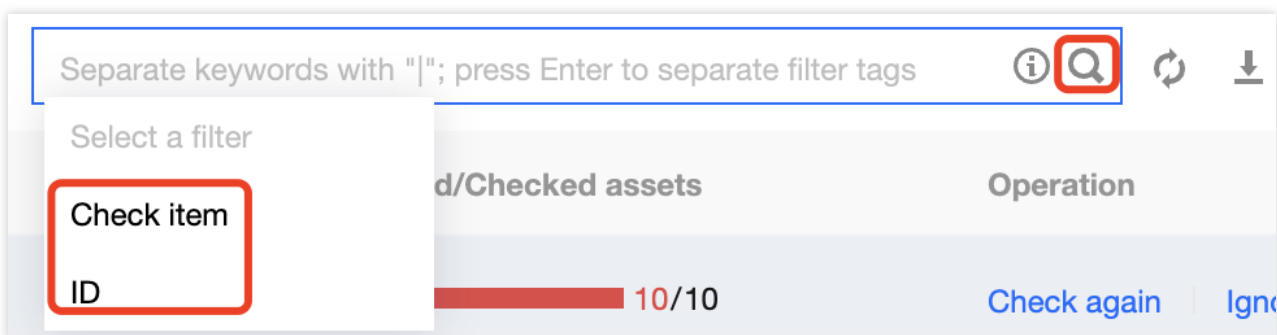 Separate keywords with "|"; press Enter to separate filter tags
Select a filter
d/Checked assets
Operation
Check item
ID
10/10
Check again